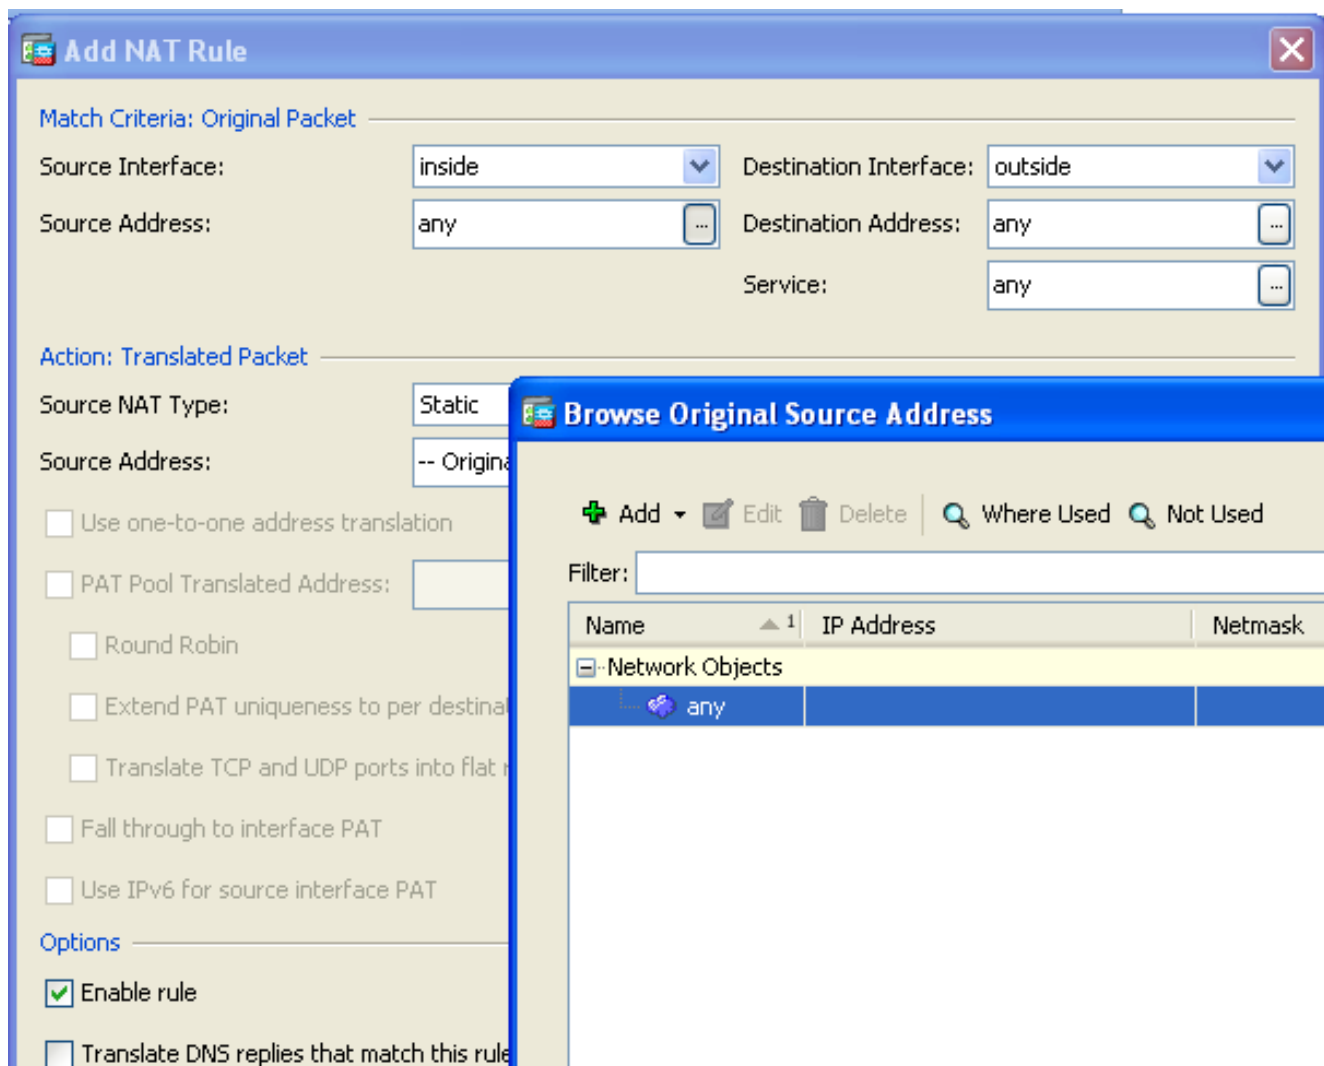 Add NAT Rule
Match Criteria: Original Packet
Source Interface: inside Destination Interface: outside
Source Address: any ... Destination Address: any ...
Service: any ...
Action: Translated Packet
Source NAT Type: Static
Source Address: -- Origina
Use one-to-one address translation
PAT Pool Translated Address:
Round Robin
Extend PAT uniqueness to per destinat
Translate TCP and UDP ports into flat
Fall through to interface PAT
Use IPv6 for source interface PAT
Options
Enable rule
Translate DNS replies that match this rule
Browse Original Source Address
Add Edit Delete Where Used Not Used
Filter:
Name 1 IP Address Netmask
Network Objects
any